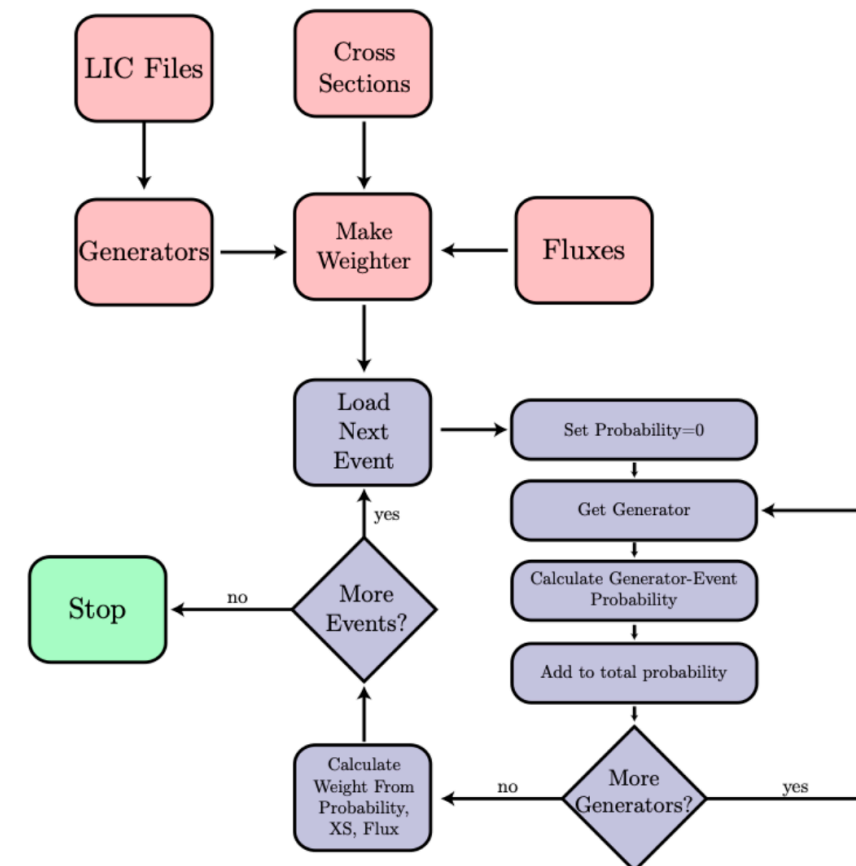 LIC Files
Cross
Sections
Generators
Make
Weighter
Fluxes
Load
Next
Event
Set Probability=0
yes
Get Generator
Calculate Generator-Event
Probability
Stop
no
More
Events?
Add to total probability
Calculate
Weight From
Probability,
XS, Flux
no
More
Generators?
yes